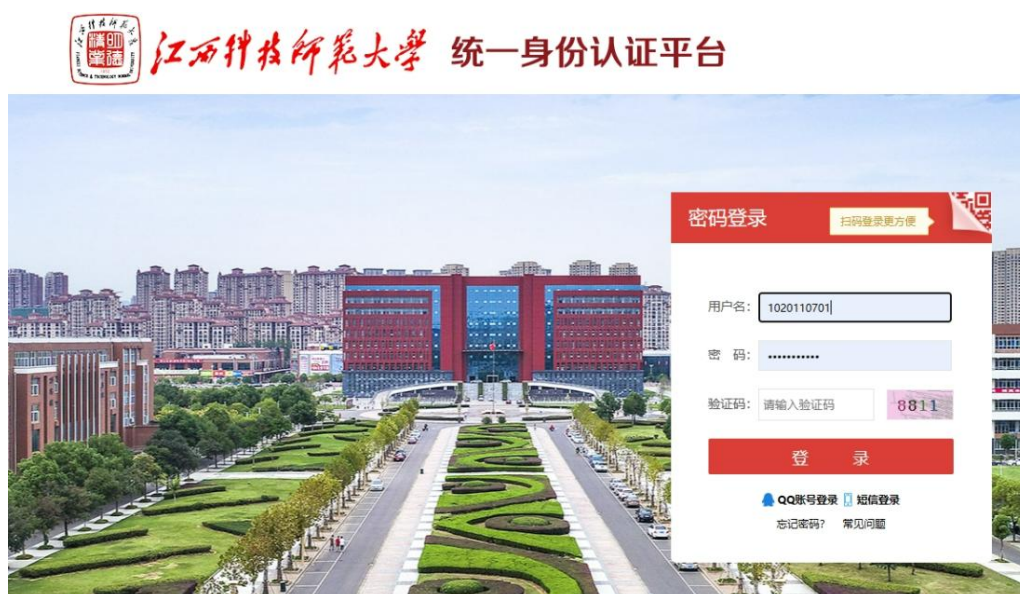 江西科技师范大学 统一身份认证平台
密码登录
扫码登录更方便
用户名：
1020110701
密 码：
•••••••••••
验证码：
请输入验证码
8811
登 录
QQ账号登录 短信登录
忘记密码？ 常见问题